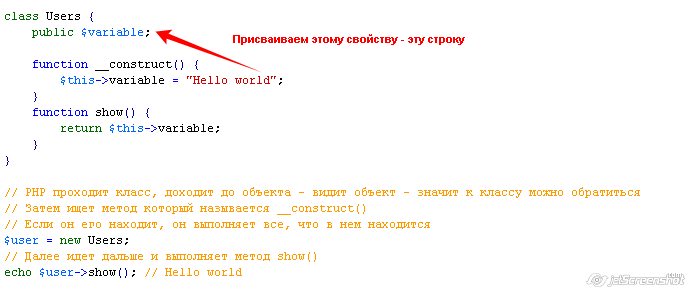 class Users {
public $variable;
Присваиваем этому свойству - эту строку
function __construct() {
$this->variable = "Hello world";
}
function show() {
return $this->variable;
}
}
// PHP проходит класс, доходит до объекта - видит объект - значит к классу можно обратиться
// Затем ищет метод который называется __construct()
// Если он его находит, он выполняет все, что в нем находится
$user = new Users;
// Далее идет дальше и выполняет метод show()
echo $user->show(); // Hello world
jetScreenshot